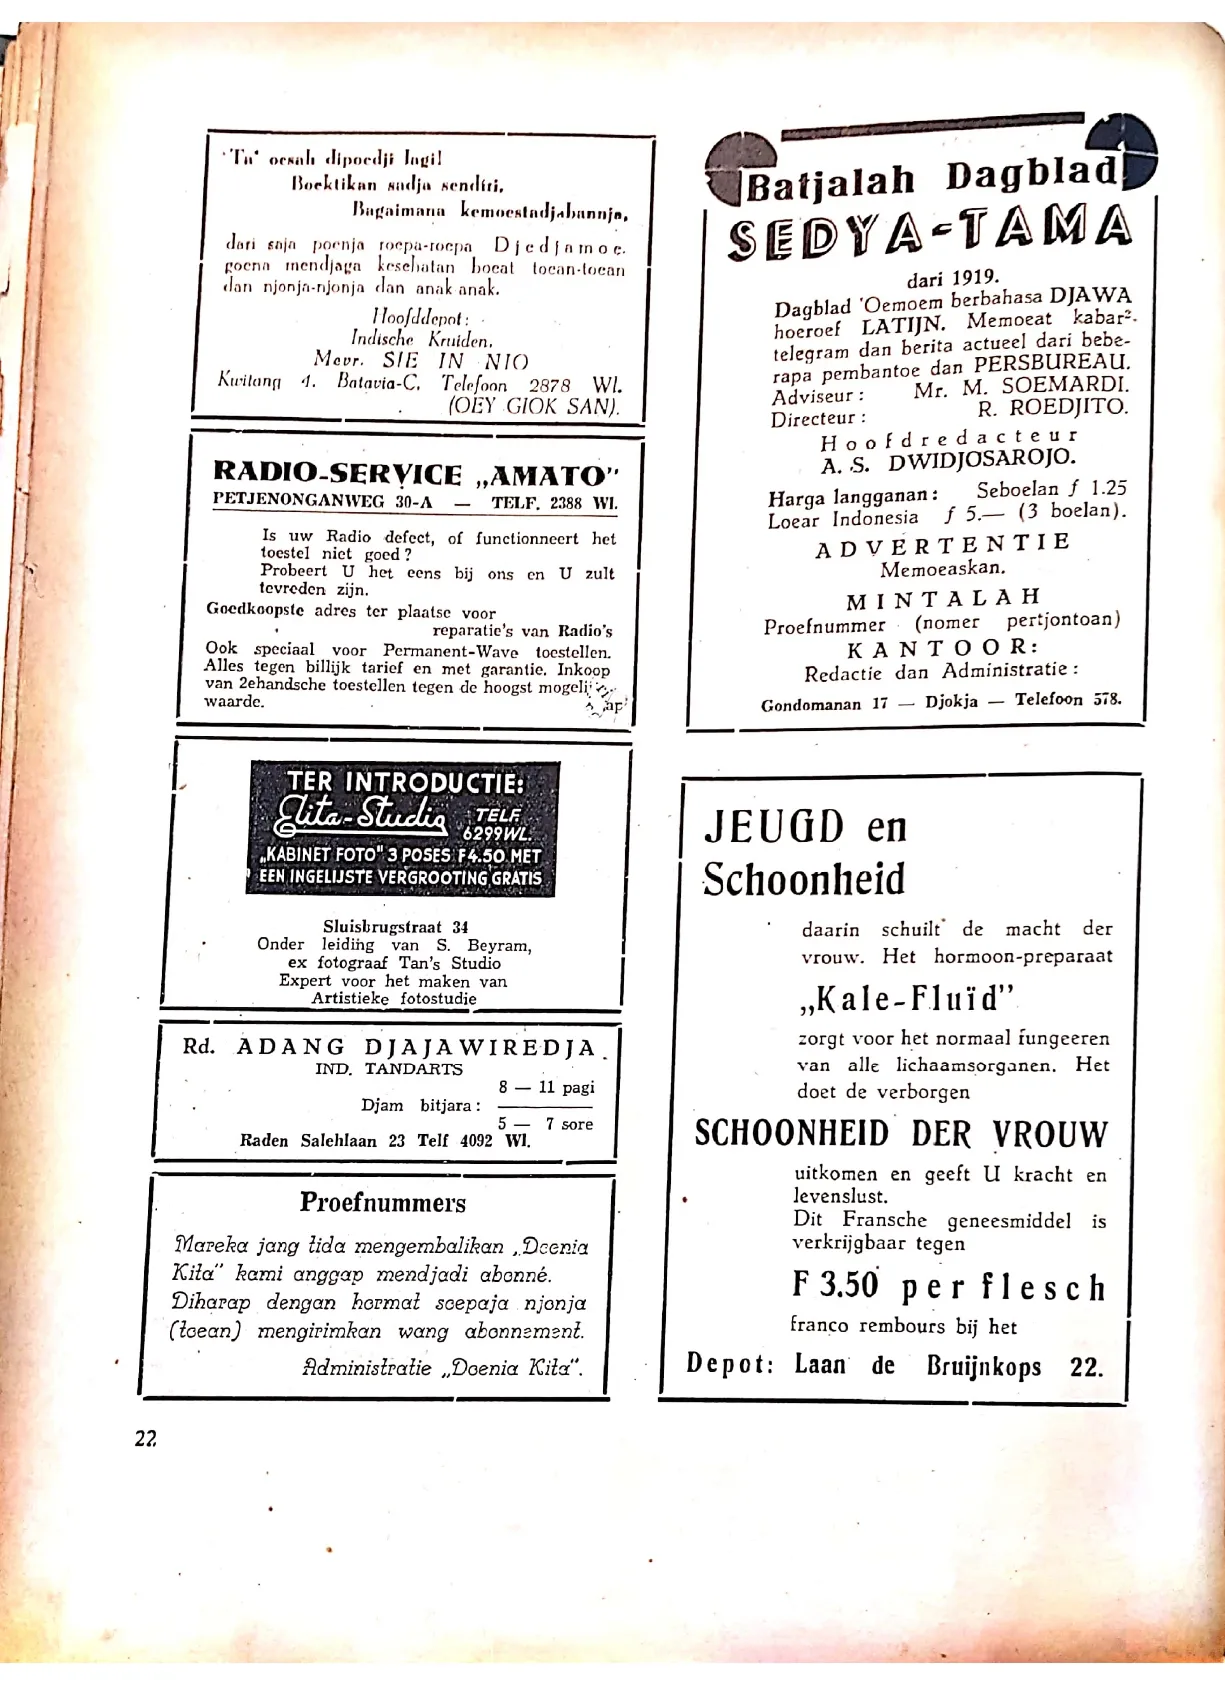 Ta' oesah dipoedji lagi!
Boektikan sadja sendiri,
Bagaimana kemoestadjabannja,
dari saja poenja roepa-roepa Djedjamoe.
goena mendjaga kesehatan boeat toean-toean
dan njonja-njonja dan anak anak.
Hoofddepot:
Indische Kruiden,
Mevr. SIE IN NIO
Kwitang 4. Batavia-C. Telefoon 2878 Wl.
(OEY GIOK SAN).
RADIO-SERVICE „AMATO"
PETJENONGANWEG 30-A — TELF. 2388 Wl.
Is uw Radio defect, of functionneert het
toestel niet goed?
Probeert U het eens bij ons en U zult
tevreden zijn.
Goedkoopste adres ter plaatse voor
reparatie's van Radio's
Ook speciaal voor Permanent-Wave toestellen.
Alles tegen billijk tarief en met garantie. Inkoop
van 2ehandsche toestellen tegen de hoogst
waarde.
TER INTRODUCTIE:
Elita-Studio TELF. 6299 WL.
„KABINET FOTO" 3 POSES F4.50 MET
EEN INGELIJSTE VERGROOTING GRATIS
Sluisbrugstraat 34
Onder leiding van S. Beyram,
ex fotograaf Tan's Studio
Expert voor het maken van
Artistieke fotostudie
Rd. ADANG DJAJAWIREDJA.
IND. TANDARTS
8 — 11 pagi
Djam bitjara:
5 — 7 sore
Raden Salehlaan 23 Telf 4092 Wl.
Proefnummers
Mareka jang tida mengembalikan „Doenia
Kita" kami anggap mendjadi abonné.
Diharap dengan hormat soepaja njonja
(toean) mengirimkan wang abonnement.
Administratie „Doenia Kita".
22
Batjalah Dagblad
SEDYA-TAMA
dari 1919.
Dagblad 'Oemoem berbahasa DJAWA
hoeroef LATIJN. Memoeat kabar²-
telegram dan berita actueel dari bebe-
rapa pembantoe dan PERSBUREAU.
Adviseur: Mr. M. SOEMARDI.
Directeur: R. ROEDJITO.
Hoofdredacteur
A. S. DWIDJOSAROJO.
Harga langganan: Seboelan f 1.25
Loear Indonesia f 5.— (3 boelan).
ADVERTENTIE
Memoeaskan.
MINTALAH
Proefnummer (nomer pertjontoan)
KANTOOR:
Redactie dan Administratie:
Gondomanan 17 — Djokja — Telefoon 578.
JEUGD en
Schoonheid
daarin schuilt de macht der
vrouw. Het hormoon-preparaat
„Kale-Fluïd"
zorgt voor het normaal fungeeren
van alle lichaamsorganen. Het
doet de verborgen
SCHOONHEID DER VROUW
uitkomen en geeft U kracht en
levenslust.
Dit Fransche geneesmiddel is
verkrijgbaar tegen
F 3.50 per flesch
franco rembours bij het
Depot: Laan de Bruijnkops 22.